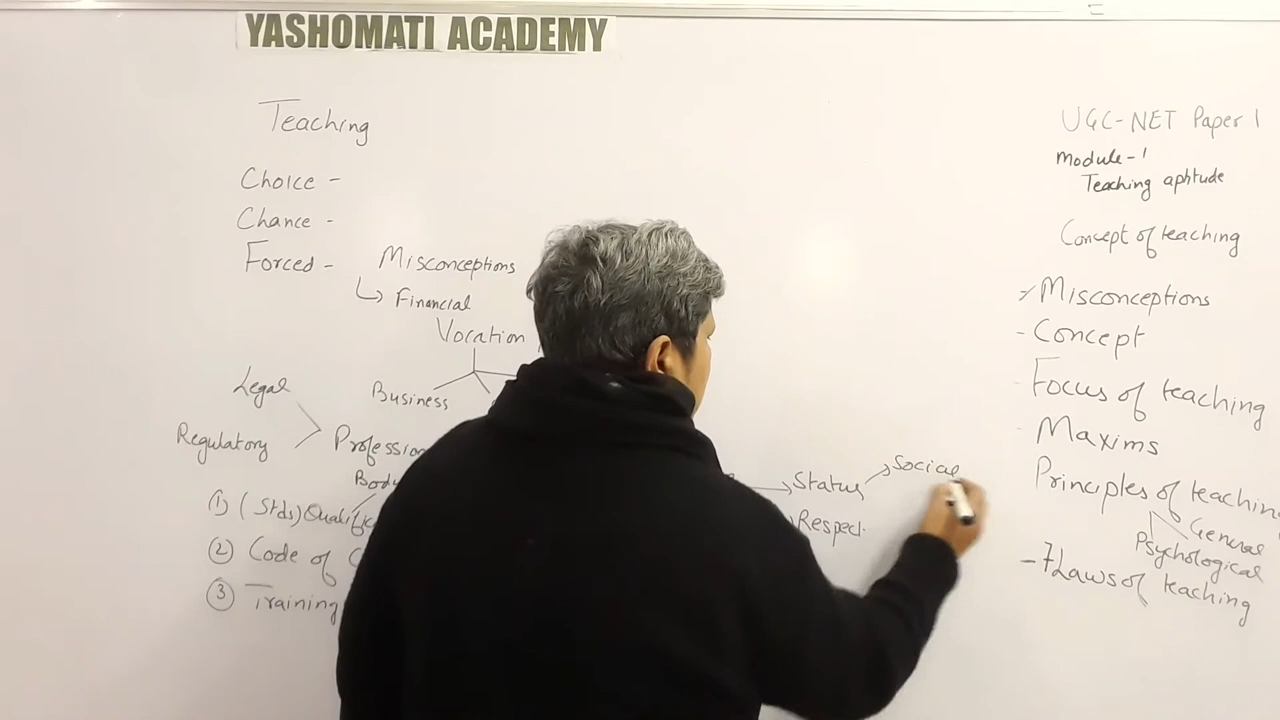 YASHOMATI ACADEMY
Teaching
Choice -
Chance -
Forced -
Misconceptions
Financial
Vocation
Business
Legal
Regulatory
Profession
Body
① (Stds) Qualific
② Code of C
③ Training
Status
Social
Respect
UGC-NET Paper 1
Module-1
Teaching aptitude
Concept of teaching
Misconceptions
- Concept
- Focus of teaching
- Maxims
Principles of teaching
General
Psychological
- 7 Laws of teaching